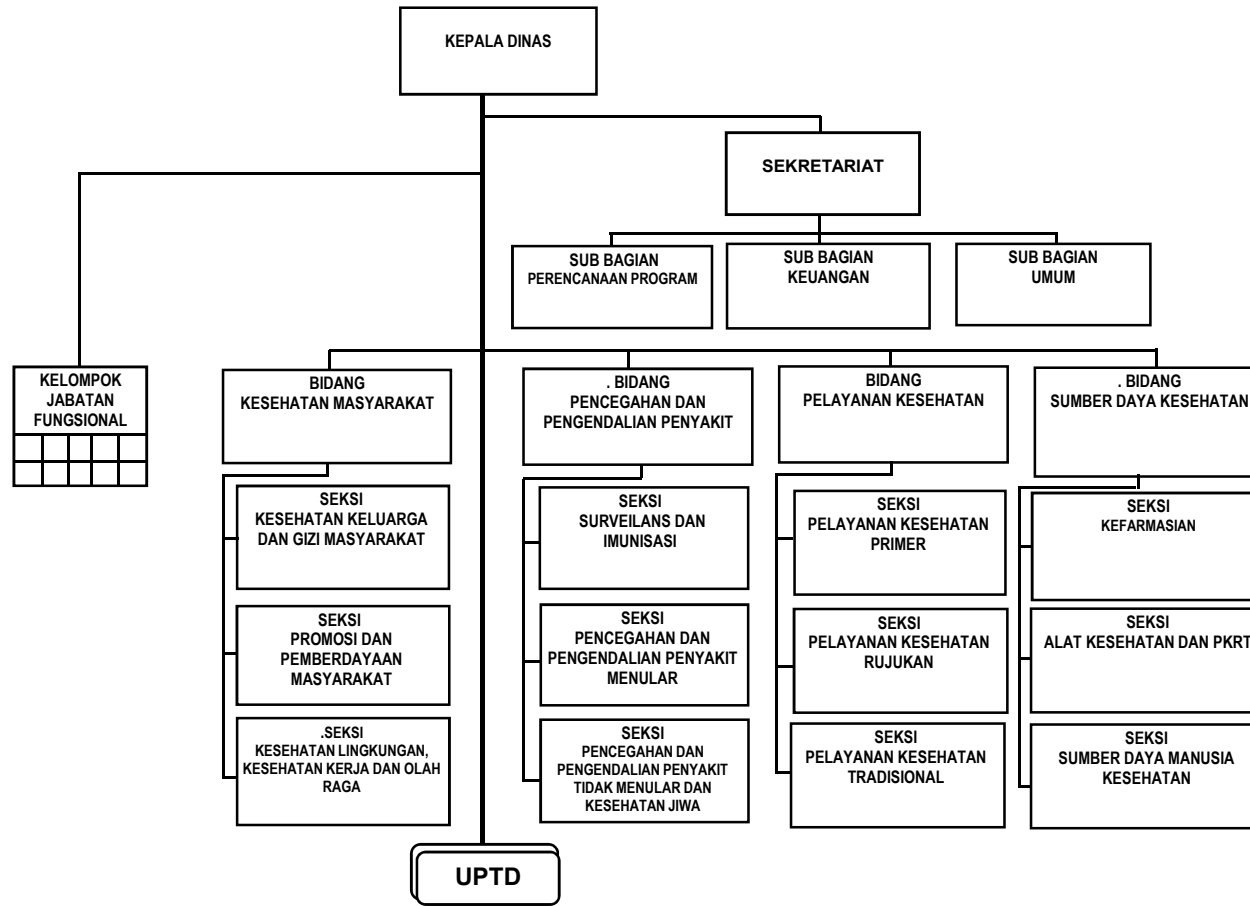 KEPALA DINAS
SEKRETARIAT
SUB BAGIAN
PERENCANAAN PROGRAM
SUB BAGIAN
KEUANGAN
SUB BAGIAN
UMUM
KELOMPOK
JABATAN
FUNGSIONAL
BIDANG
KESEHATAN MASYARAKAT
. BIDANG
PENCEGAHAN DAN
PENGENDALIAN PENYAKIT
BIDANG
PELAYANAN KESEHATAN
. BIDANG
SUMBER DAYA KESEHATAN
SEKSI
KESEHATAN KELUARGA
DAN GIZI MASYARAKAT
SEKSI
SURVEILANS DAN
IMUNISASI
SEKSI
PELAYANAN KESEHATAN
PRIMER
SEKSI
KEFARMASIAN
SEKSI
PROMOSI DAN
PEMBERDAYAAN
MASYARAKAT
SEKSI
PENCEGAHAN DAN
PENGENDALIAN PENYAKIT
MENULAR
SEKSI
PELAYANAN KESEHATAN
RUJUKAN
SEKSI
ALAT KESEHATAN DAN PKRT
.SEKSI
KESEHATAN LINGKUNGAN,
KESEHATAN KERJA DAN OLAH
RAGA
SEKSI
PENCEGAHAN DAN
PENGENDALIAN PENYAKIT
TIDAK MENULAR DAN
KESEHATAN JIWA
SEKSI
PELAYANAN KESEHATAN
TRADISIONAL
SEKSI
SUMBER DAYA MANUSIA
KESEHATAN
UPTD